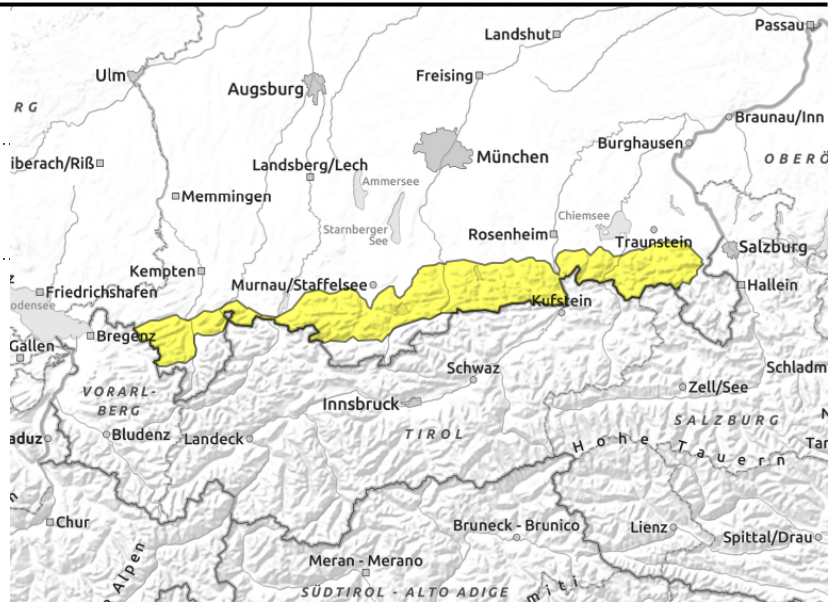 Landshut
Passau
Ulm
Augsburg
Freising
RG
Braunau/Inn
Burghausen
München
OBERÖ
iberach/Riß
Landsberg/Lech
Ammersee
Memmingen
Starnberger
See
Chiemsee
Rosenheim
Traunstein
Salzburg
Kempten
Murnau/Staffelsee
Hallein
z
Friedrichshafen
odensee
Kufstein
Bregenz
Gallen
Schwaz
Schladm
VORARL-
BERG
Innsbruck
Zell/See
SALZBURG
N
aduz
Bludenz
Landeck
TIROL
Hohe Tauern
Tar
n
Chur
Bruneck - Brunico
Lienz
Spittal/Drau
e Alpen
Meran - Merano
SÜDTIROL - ALTO ADIGE
miti